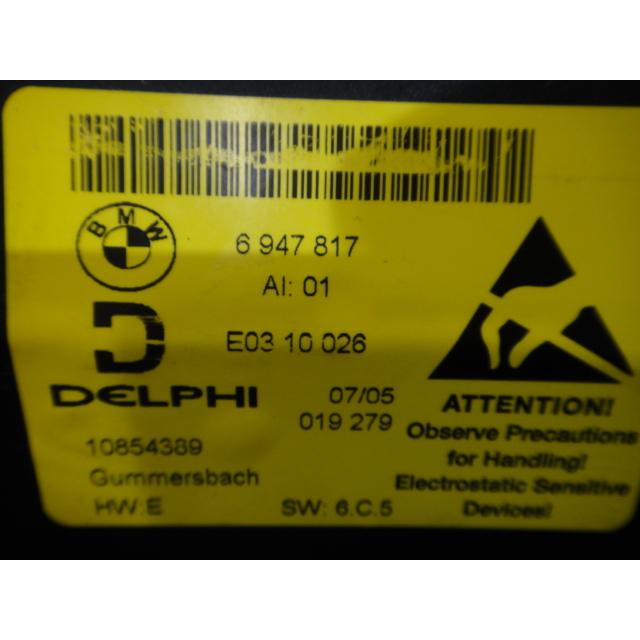 BMW
6 947 817
AI: 01
E03 10 026
DELPHI
07/05
019 279
10854389
Gummersbach
HW:E
SW: 6.C.5
ATTENTION!
Observe Precautions
for Handling!
Electrostatic Sensitive
Devices!